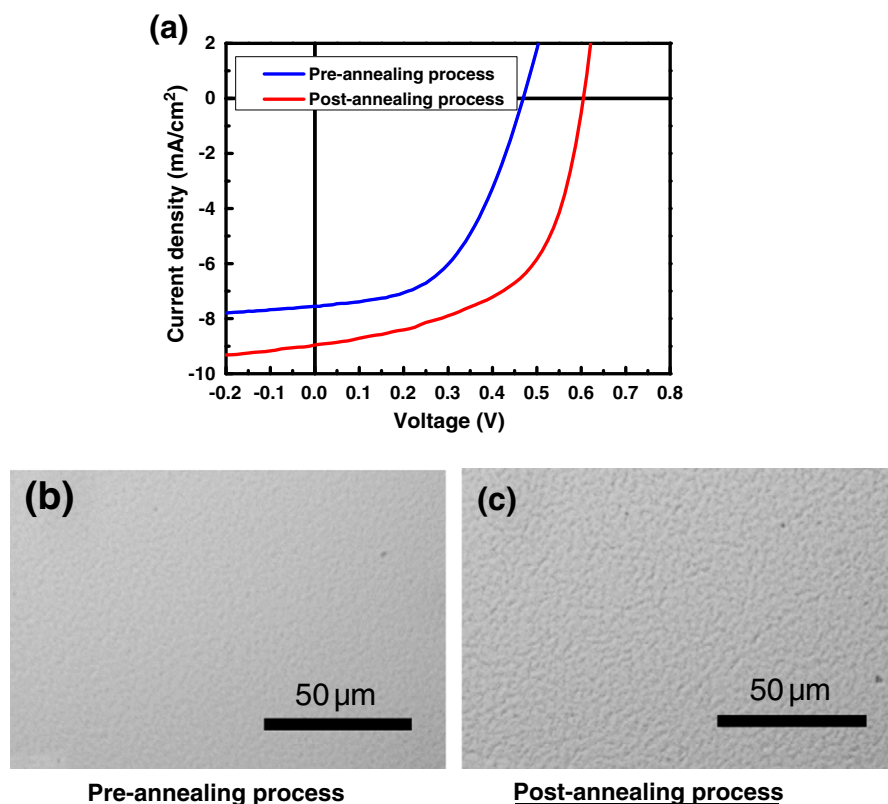 (a)
Pre-annealing process
Post-annealing process
Current density (mA/cm²)
2
0
-2
-4
-6
-8
-10
-0.2 -0.1 0.0 0.1 0.2 0.3 0.4 0.5 0.6 0.7 0.8
Voltage (V)
(b)
50 µm
Pre-annealing process
(c)
50 µm
Post-annealing process